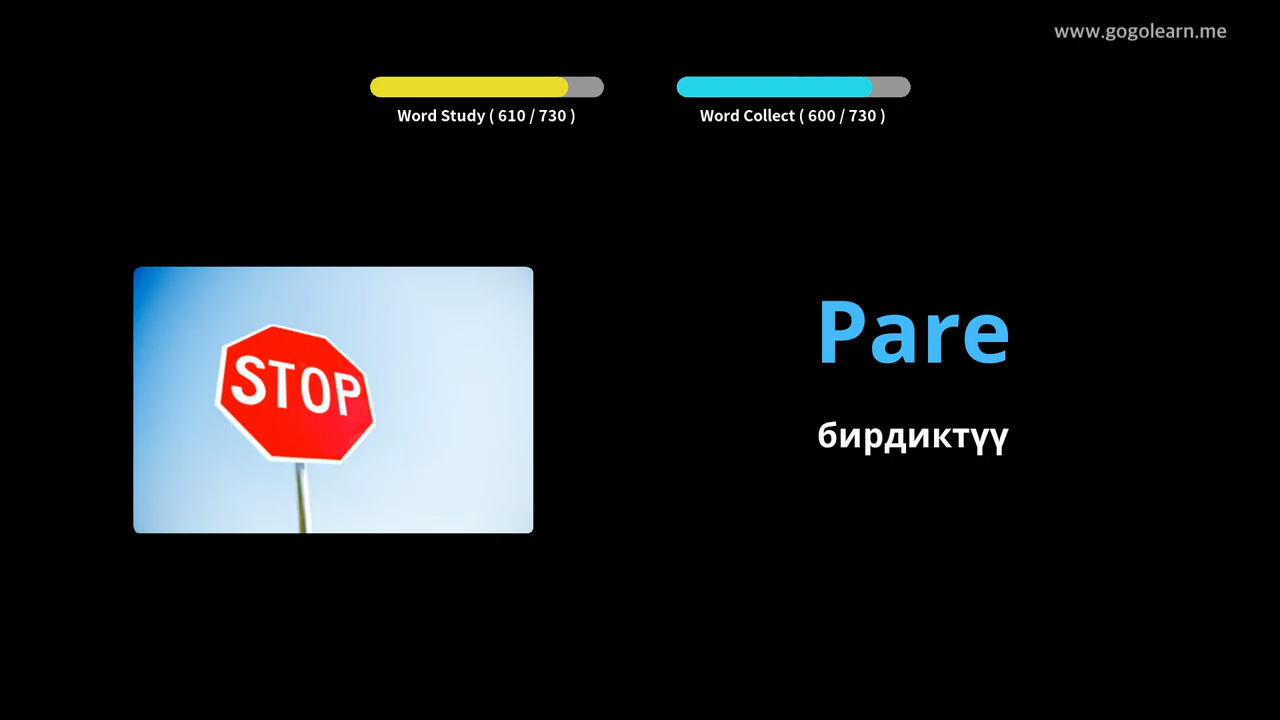 www.gogolearn.me
Word Study ( 610 / 730 )
Word Collect ( 600 / 730 )
STOP
Pare
бирдиктүү